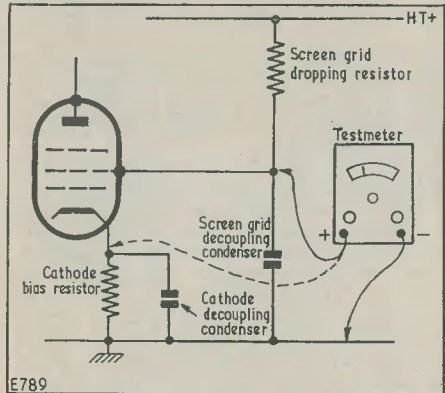 HT+
Screen grid
dropping resistor
Testmeter
+
−
Screen grid
decoupling
condenser
Cathode
bias resistor
Cathode
decoupling
condenser
E789